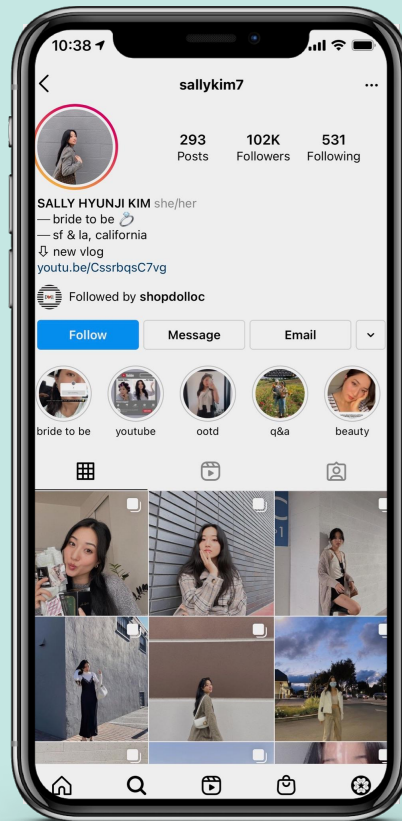 10:38
sallykim7
293 102K 531
Posts Followers Following
SALLY HYUNJI KIM she/her
— bride to be
— sf & la, california
new vlog
youtu.be/CssrbqsC7vg
Followed by shopdolloc
Follow Message Email
bride to be youtube ootd q&a beauty